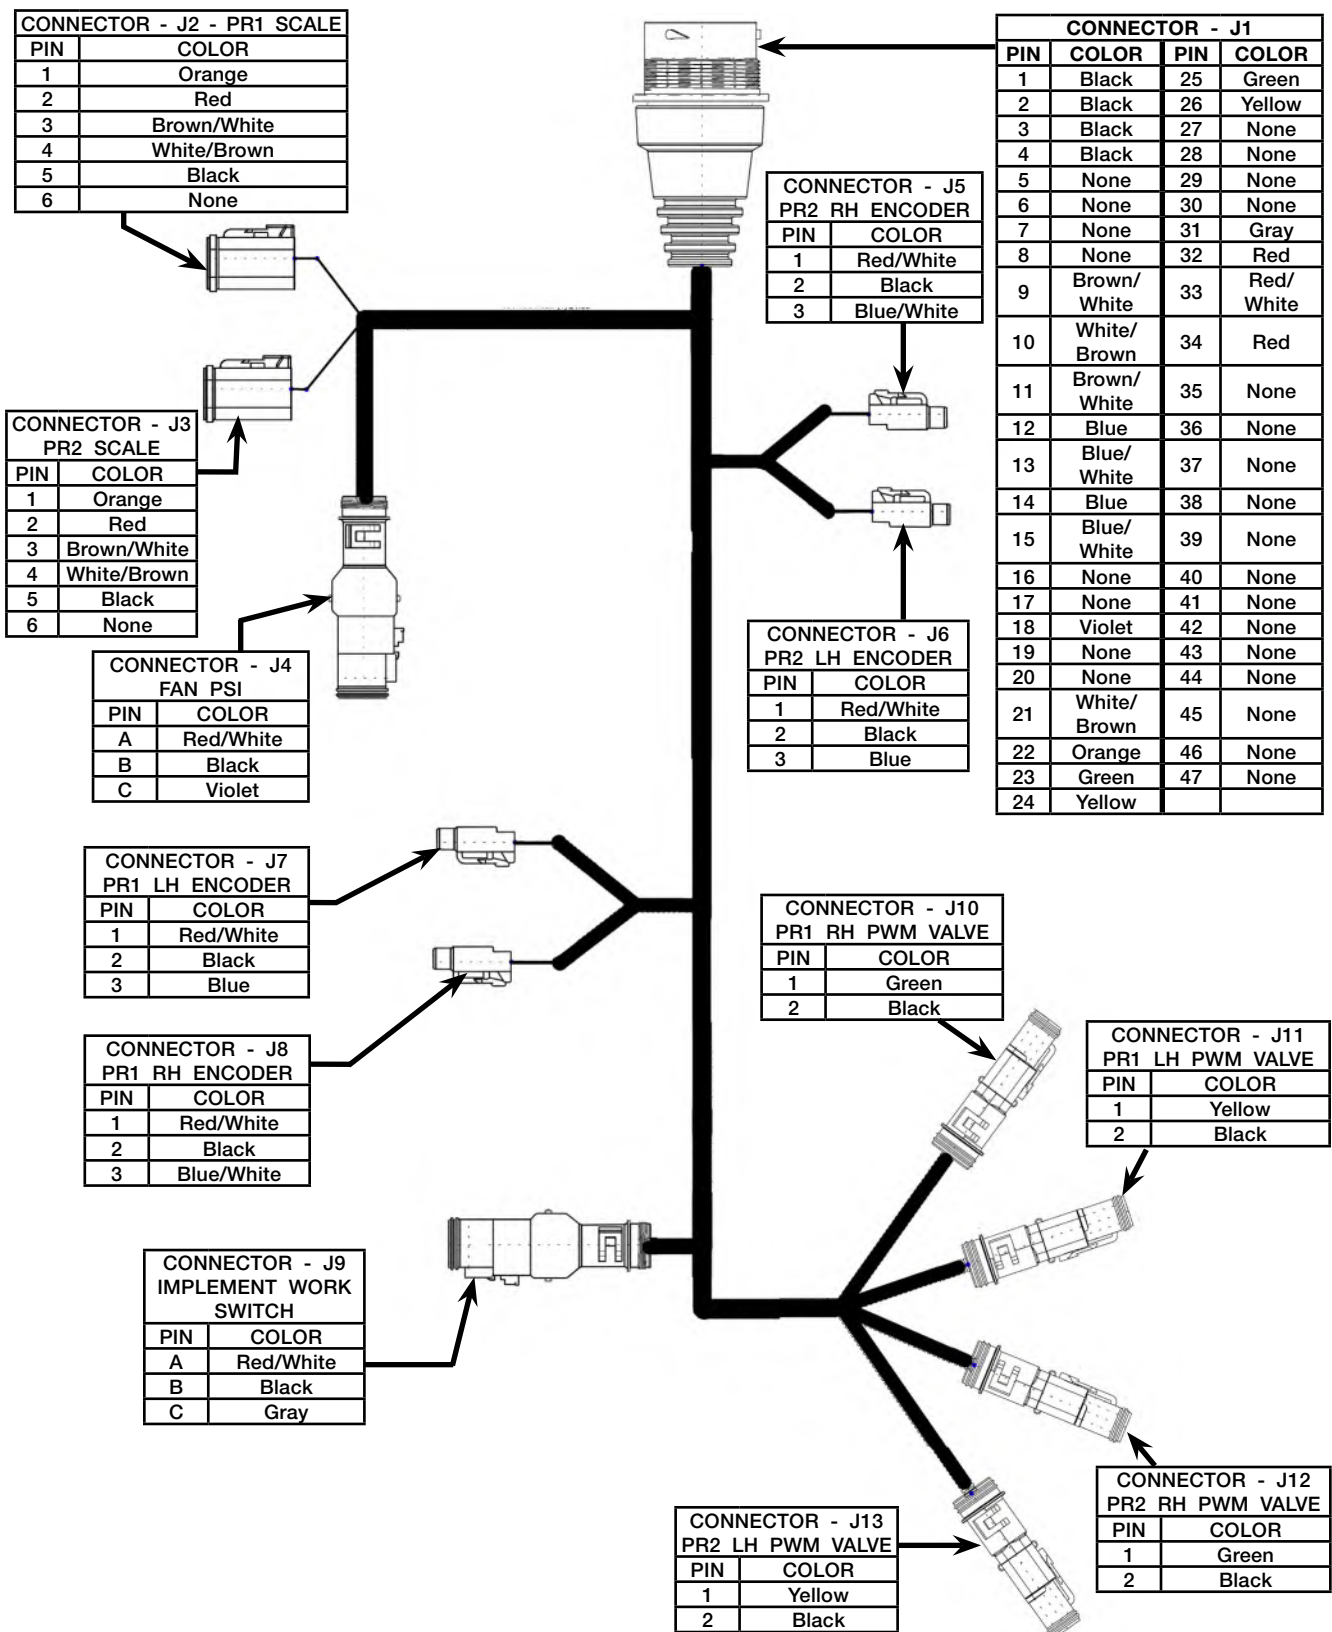 CONNECTOR - J2 - PR1 SCALE
PIN COLOR
1 Orange
2 Red
3 Brown/White
4 White/Brown
5 Black
6 None
CONNECTOR - J1
PIN COLOR PIN COLOR
1 Black 25 Green
2 Black 26 Yellow
3 Black 27 None
4 Black 28 None
5 None 29 None
6 None 30 None
7 None 31 Gray
8 None 32 Red
9 Brown/ White 33 Red/ White
10 White/ Brown 34 Red
11 Brown/ White 35 None
12 Blue 36 None
13 Blue/ White 37 None
14 Blue 38 None
15 Blue/ White 39 None
16 None 40 None
17 None 41 None
18 Violet 42 None
19 None 43 None
20 None 44 None
21 White/ Brown 45 None
22 Orange 46 None
23 Green 47 None
24 Yellow
CONNECTOR - J5
PR2 RH ENCODER
PIN COLOR
1 Red/White
2 Black
3 Blue/White
CONNECTOR - J3
PR2 SCALE
PIN COLOR
1 Orange
2 Red
3 Brown/White
4 White/Brown
5 Black
6 None
CONNECTOR - J6
PR2 LH ENCODER
PIN COLOR
1 Red/White
2 Black
3 Blue
CONNECTOR - J4
FAN PSI
PIN COLOR
A Red/White
B Black
C Violet
CONNECTOR - J7
PR1 LH ENCODER
PIN COLOR
1 Red/White
2 Black
3 Blue
CONNECTOR - J10
PR1 RH PWM VALVE
PIN COLOR
1 Green
2 Black
CONNECTOR - J11
PR1 LH PWM VALVE
PIN COLOR
1 Yellow
2 Black
CONNECTOR - J8
PR1 RH ENCODER
PIN COLOR
1 Red/White
2 Black
3 Blue/White
CONNECTOR - J9
IMPLEMENT WORK
SWITCH
PIN COLOR
A Red/White
B Black
C Gray
CONNECTOR - J12
PR2 RH PWM VALVE
PIN COLOR
1 Green
2 Black
CONNECTOR - J13
PR2 LH PWM VALVE
PIN COLOR
1 Yellow
2 Black